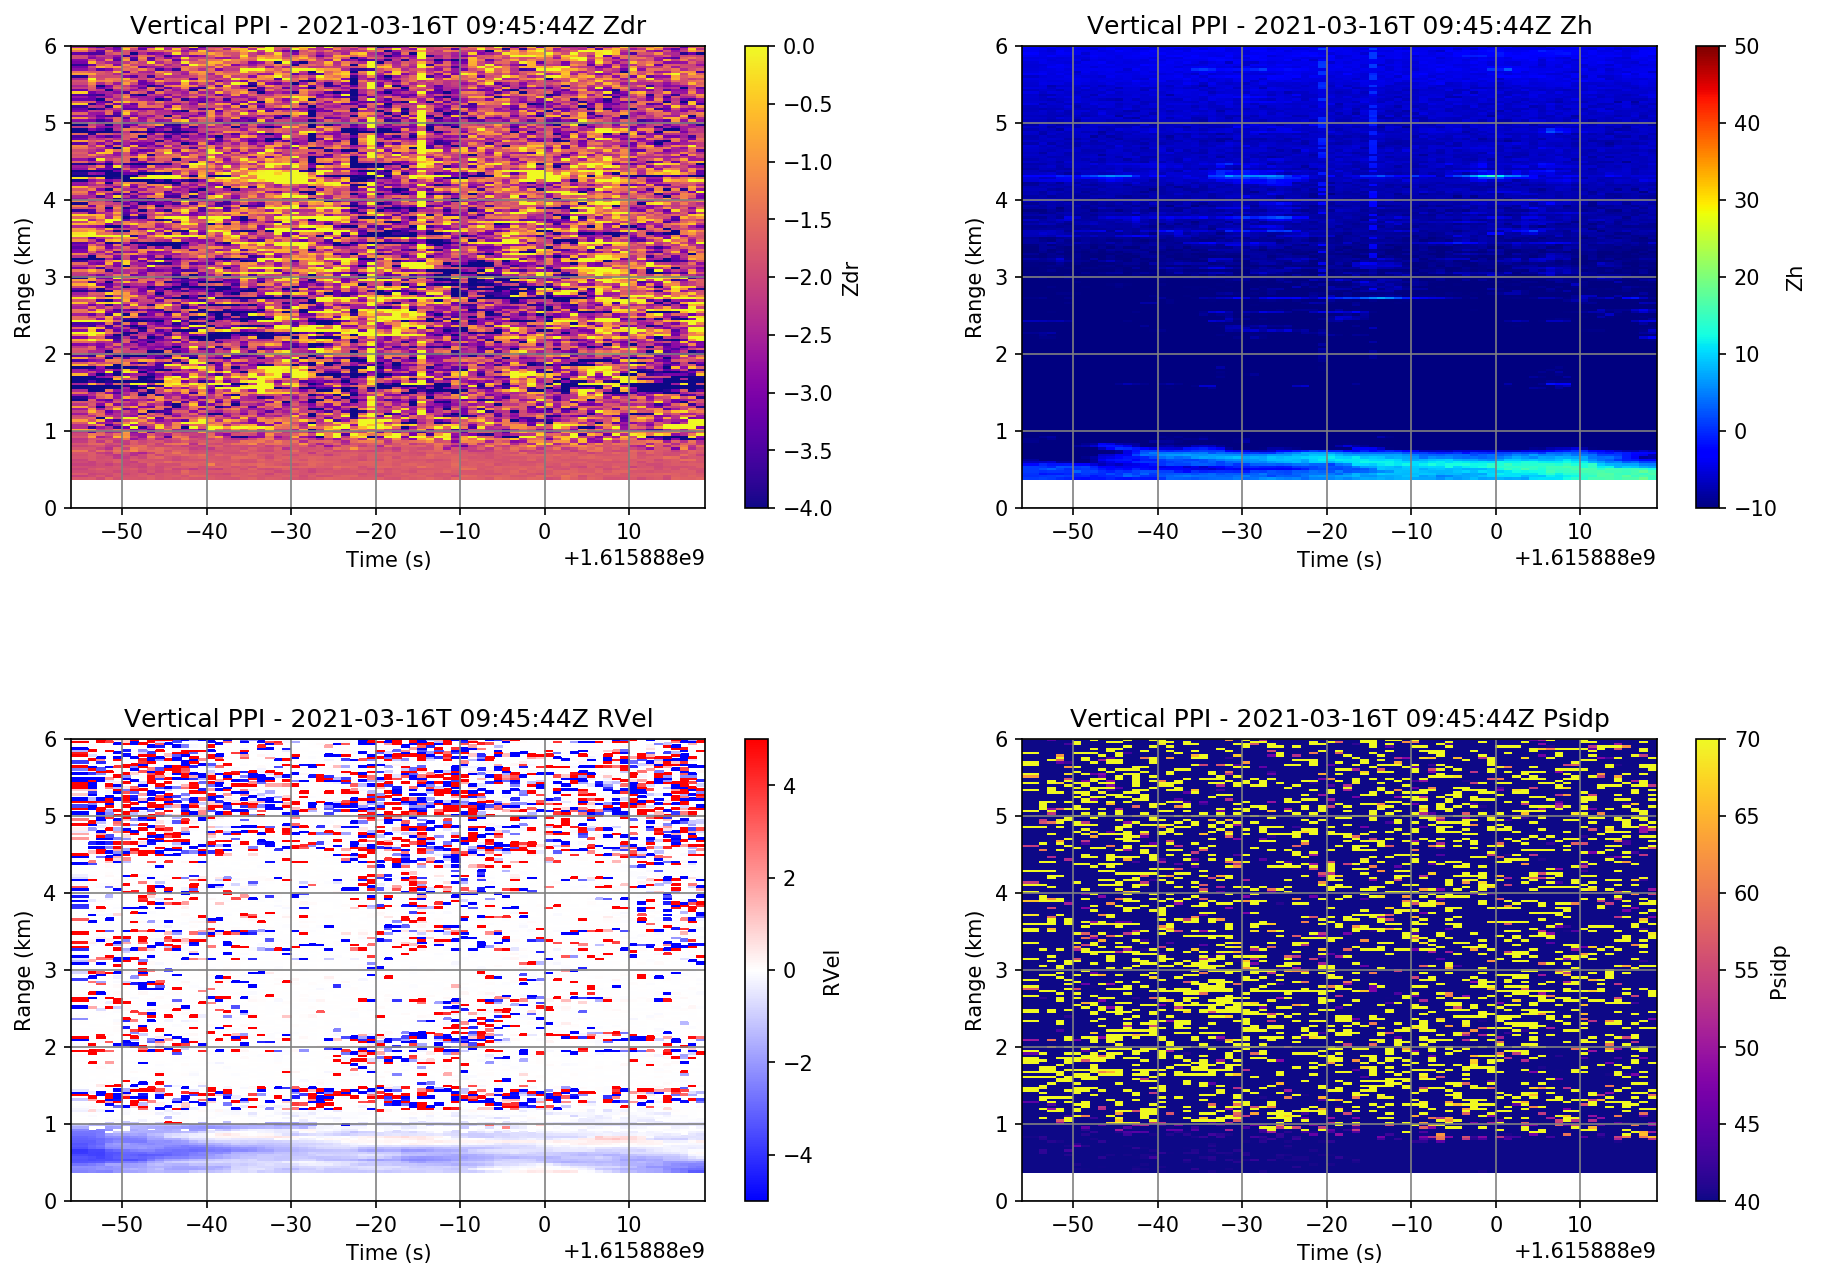 Vertical PPI - 2021-03-16T 09:45:44Z Zdr
6
5
4
3
2
1
0
Range (km)
−50 −40 −30 −20 −10 0 10
Time (s)
+1.615888e9
0.0
−0.5
−1.0
−1.5
−2.0
−2.5
−3.0
−3.5
−4.0
Zdr
Vertical PPI - 2021-03-16T 09:45:44Z Zh
6
5
4
3
2
1
0
Range (km)
−50 −40 −30 −20 −10 0 10
Time (s)
+1.615888e9
50
40
30
20
10
0
−10
Zh
Vertical PPI - 2021-03-16T 09:45:44Z RVel
6
5
4
3
2
1
0
Range (km)
−50 −40 −30 −20 −10 0 10
Time (s)
+1.615888e9
4
2
0
−2
−4
RVel
Vertical PPI - 2021-03-16T 09:45:44Z Psidp
6
5
4
3
2
1
0
Range (km)
−50 −40 −30 −20 −10 0 10
Time (s)
+1.615888e9
70
65
60
55
50
45
40
Psidp